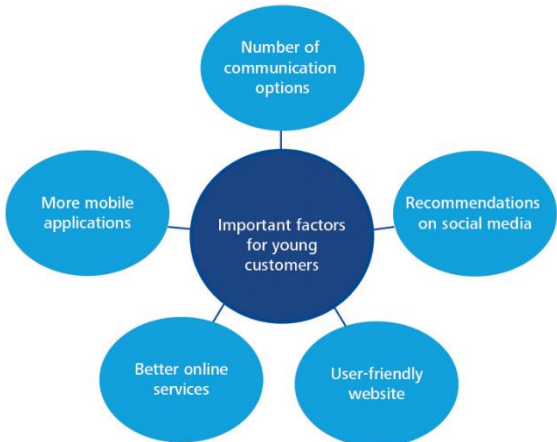 Number of
communication
options
More mobile
applications
Important factors
for young
customers
Recommendations
on social media
Better online
services
User-friendly
website